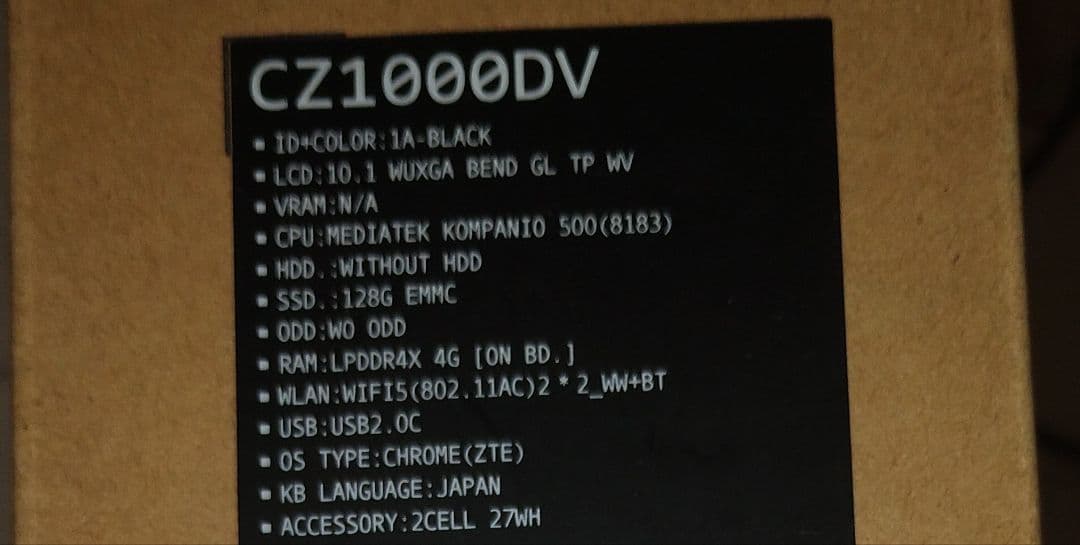 CZ1000DV
▪ ID+COLOR:1A-BLACK
▪ LCD:10.1 WUXGA BEND GL TP WV
▪ VRAM:N/A
▪ CPU:MEDIATEK KOMPANIO 500(8183)
▪ HDD.:WITHOUT HDD
▪ SSD.:128G EMMC
▪ ODD:WO ODD
▪ RAM:LPDDR4X 4G [ON BD.]
▪ WLAN:WIFI5(802.11AC)2*2_WW+BT
▪ USB:USB2.0C
▪ OS TYPE:CHROME(ZTE)
▪ KB LANGUAGE:JAPAN
▪ ACCESSORY:2CELL 27WH